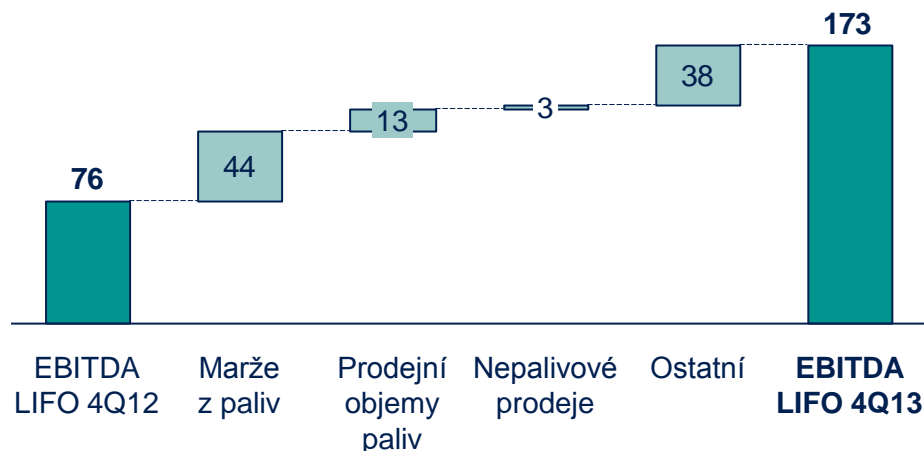 173
38
13
3
44
76
EBITDA
LIFO 4Q12
Marže
z paliv
Prodejní
objemy
paliv
Nepalivové
prodeje
Ostatní
EBITDA
LIFO 4Q13